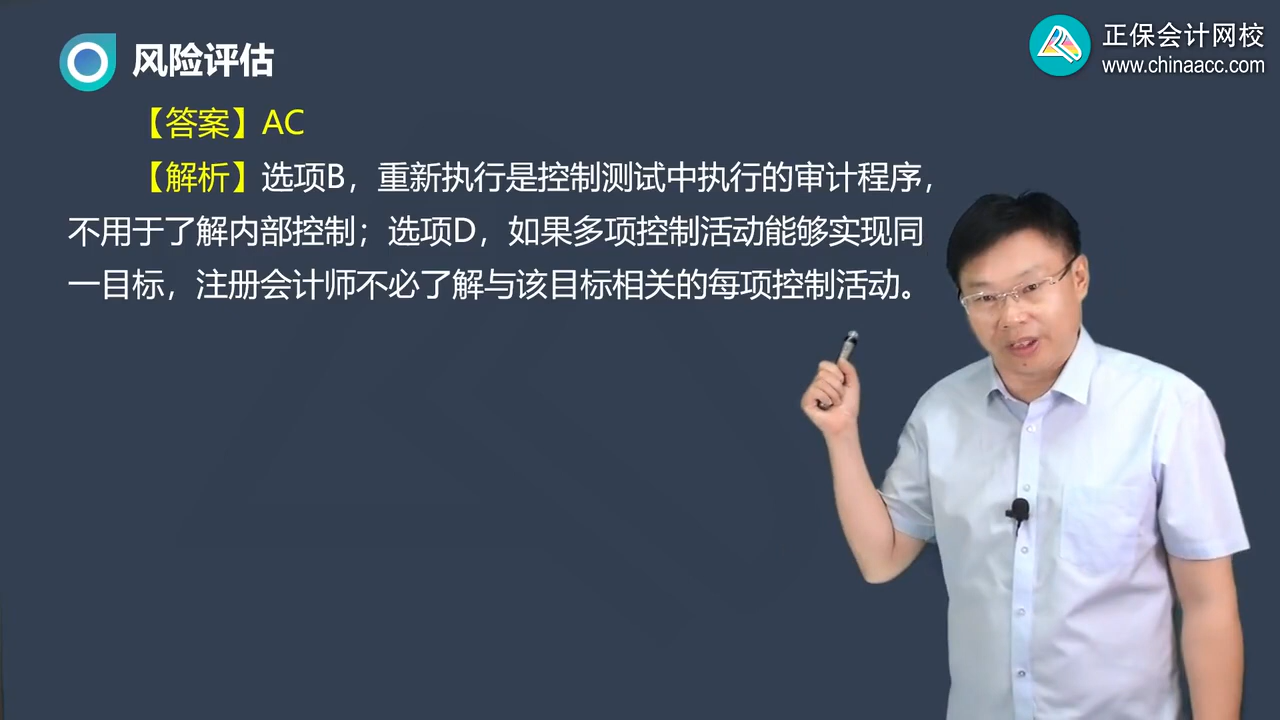 风险评估
正保会计网校
www.chinaacc.com
【答案】AC
【解析】选项B，重新执行是控制测试中执行的审计程序，
不用于了解内部控制；选项D，如果多项控制活动能够实现同
一目标，注册会计师不必了解与该目标相关的每项控制活动。